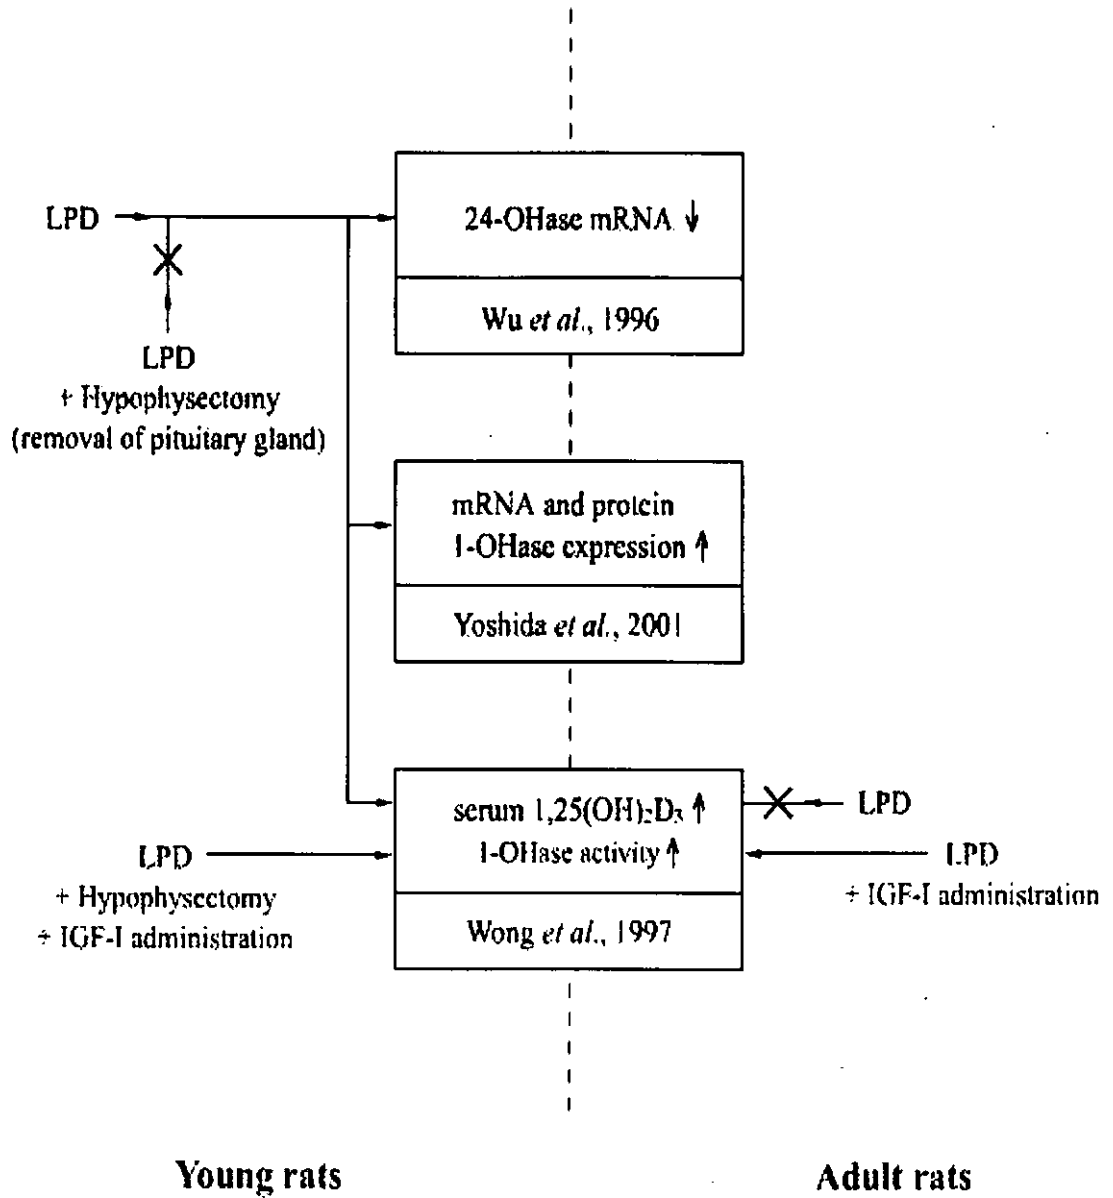 LPD
24-OHase mRNA ↓
Wu et al., 1996
LPD
+ Hypophysectomy
(removal of pituitary gland)
mRNA and protein
1-OHase expression ↑
Yoshida et al., 2001
serum 1,25(OH)₂D₃ ↑
1-OHase activity ↑
Wong et al., 1997
LPD
+ Hypophysectomy
+ IGF-I administration
LPD
LPD
+ IGF-I administration
Young rats
Adult rats